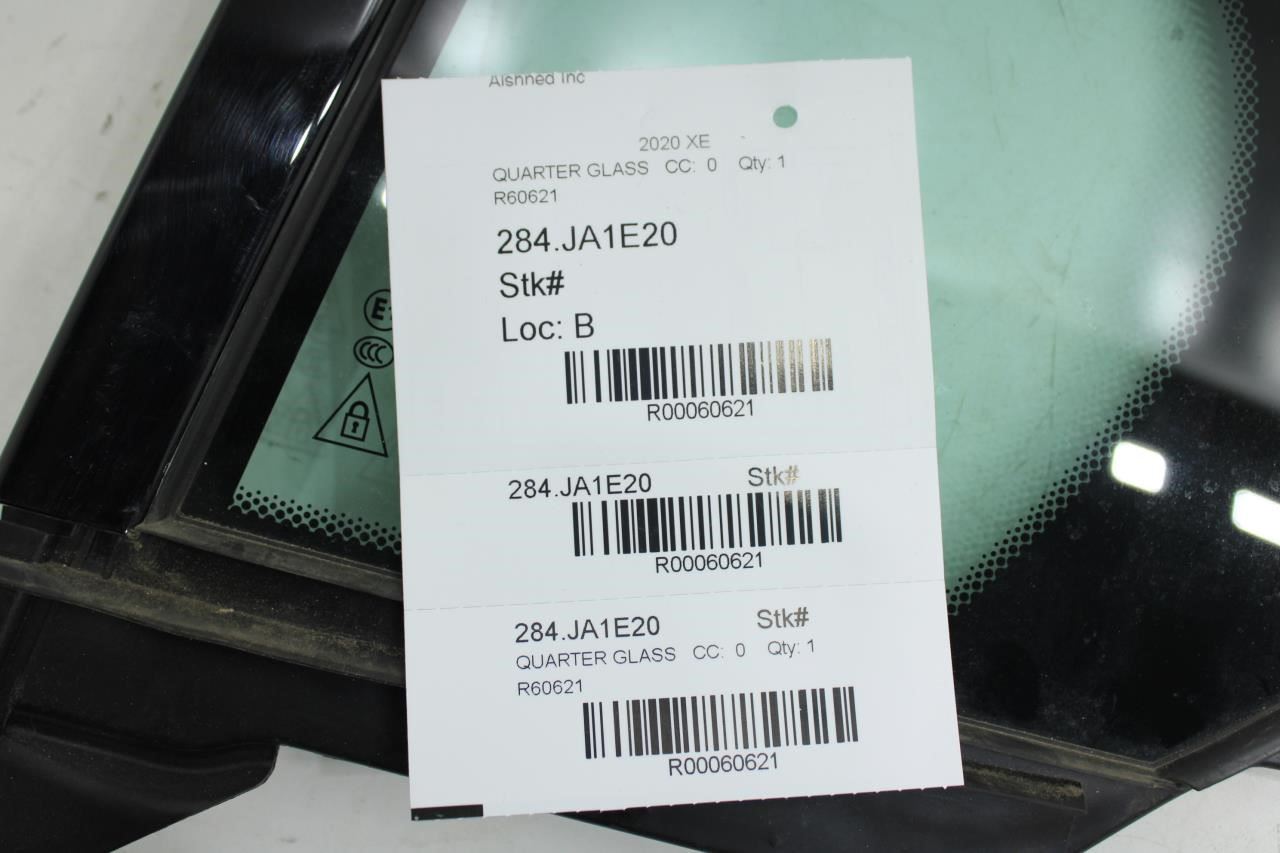 Alshned Inc
2020 XE
QUARTER GLASS CC: 0 Qty: 1
R60621
284.JA1E20
Stk#
Loc: B
R00060621
284.JA1E20 Stk#
R00060621
284.JA1E20 Stk#
QUARTER GLASS CC: 0 Qty: 1
R60621
R00060621
CCC